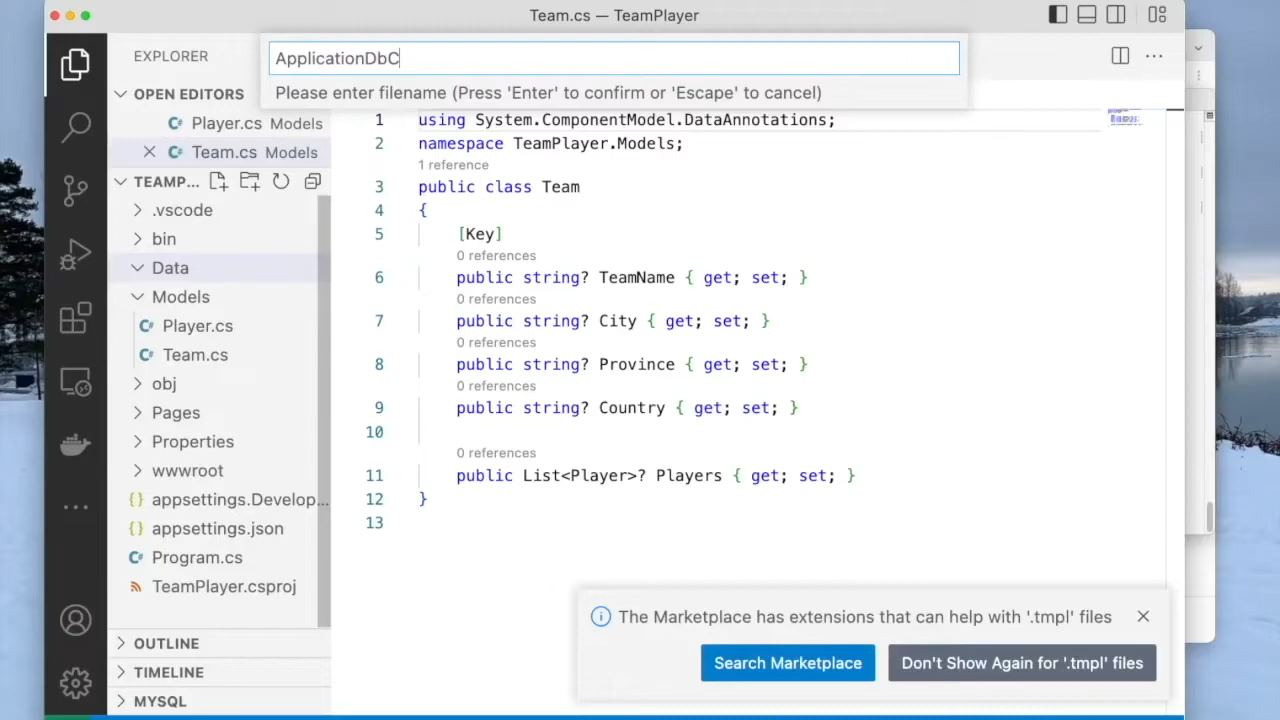 Team.cs — TeamPlayer
EXPLORER
ApplicationDbC
Please enter filename (Press 'Enter' to confirm or 'Escape' to cancel)
OPEN EDITORS
Player.cs Models
Team.cs Models
TEAMP...
.vscode
bin
Data
Models
Player.cs
Team.cs
obj
Pages
Properties
wwwroot
{} appsettings.Develop...
{} appsettings.json
Program.cs
TeamPlayer.csproj
OUTLINE
TIMELINE
MYSQL
1 using System.ComponentModel.DataAnnotations;
2 namespace TeamPlayer.Models;
1 reference
3 public class Team
4 {
5 [Key]
0 references
6 public string? TeamName { get; set; }
0 references
7 public string? City { get; set; }
0 references
8 public string? Province { get; set; }
0 references
9 public string? Country { get; set; }
10
0 references
11 public List<Player>? Players { get; set; }
12 }
13
The Marketplace has extensions that can help with '.tmpl' files
Search Marketplace
Don't Show Again for '.tmpl' files